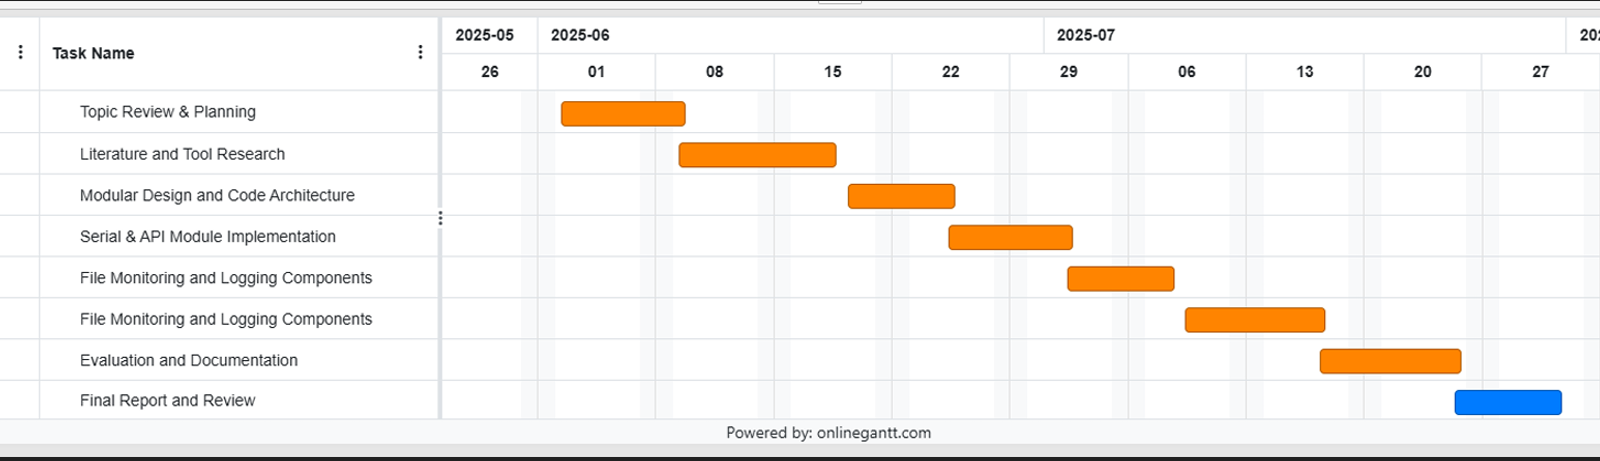 Task Name
2025-05 2025-06 2025-07
26 01 08 15 22 29 06 13 20 27
Topic Review & Planning
Literature and Tool Research
Modular Design and Code Architecture
Serial & API Module Implementation
File Monitoring and Logging Components
File Monitoring and Logging Components
Evaluation and Documentation
Final Report and Review
Powered by: onlinegantt.com